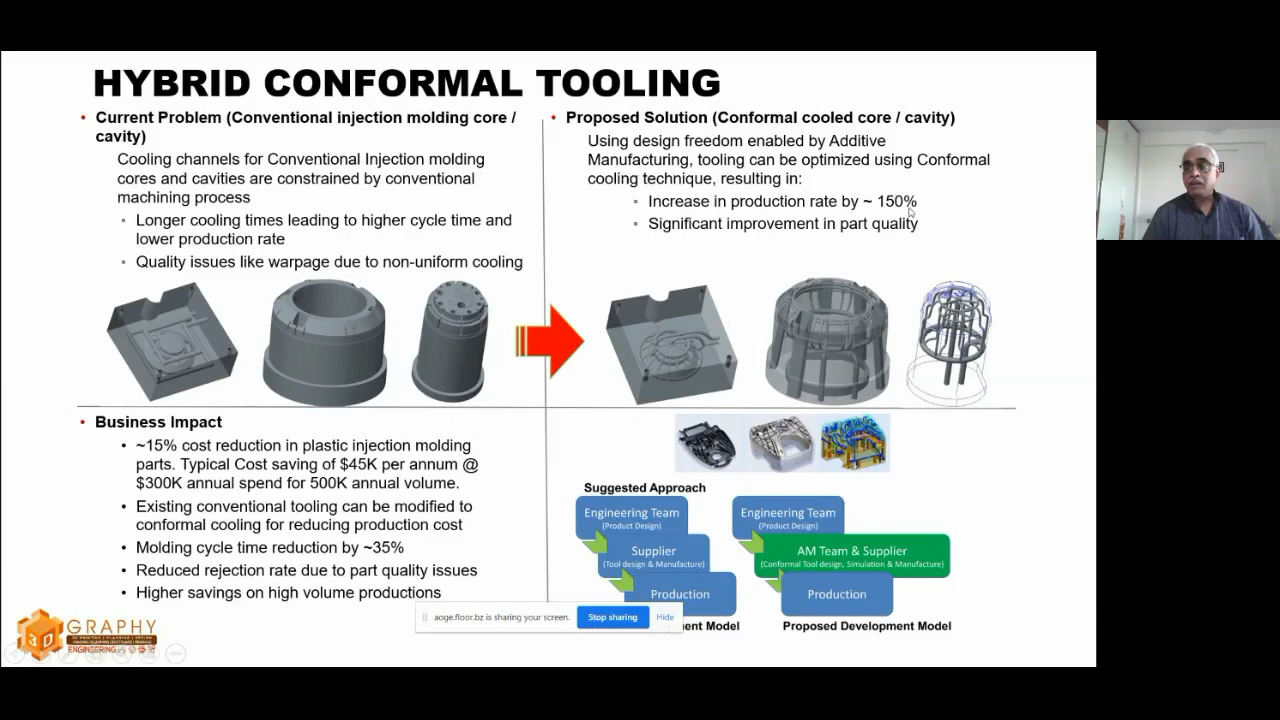 HYBRID CONFORMAL TOOLING
• Current Problem (Conventional injection molding core /
cavity)
Cooling channels for Conventional Injection molding
cores and cavities are constrained by conventional
machining process
Longer cooling times leading to higher cycle time and
lower production rate
Quality issues like warpage due to non-uniform cooling
• Proposed Solution (Conformal cooled core / cavity)
Using design freedom enabled by Additive
Manufacturing, tooling can be optimized using Conformal
cooling technique, resulting in:
Increase in production rate by ~ 150%
Significant improvement in part quality
• Business Impact
• ~15% cost reduction in plastic injection molding
parts. Typical Cost saving of $45K per annum @
$300K annual spend for 500K annual volume.
• Existing conventional tooling can be modified to
conformal cooling for reducing production cost
• Molding cycle time reduction by ~35%
• Reduced rejection rate due to part quality issues
• Higher savings on high volume productions
Suggested Approach
Engineering Team
(Product Design)
Supplier
(Tool design & Manufacture)
Production
ment Model
Engineering Team
(Product Design)
AM Team & Supplier
(Conformal Tool design, Simulation & Manufacture)
Production
Proposed Development Model
aoge.floor.bz is sharing your screen.
Stop sharing
Hide
3D
GRAPHY
ENGINEERING